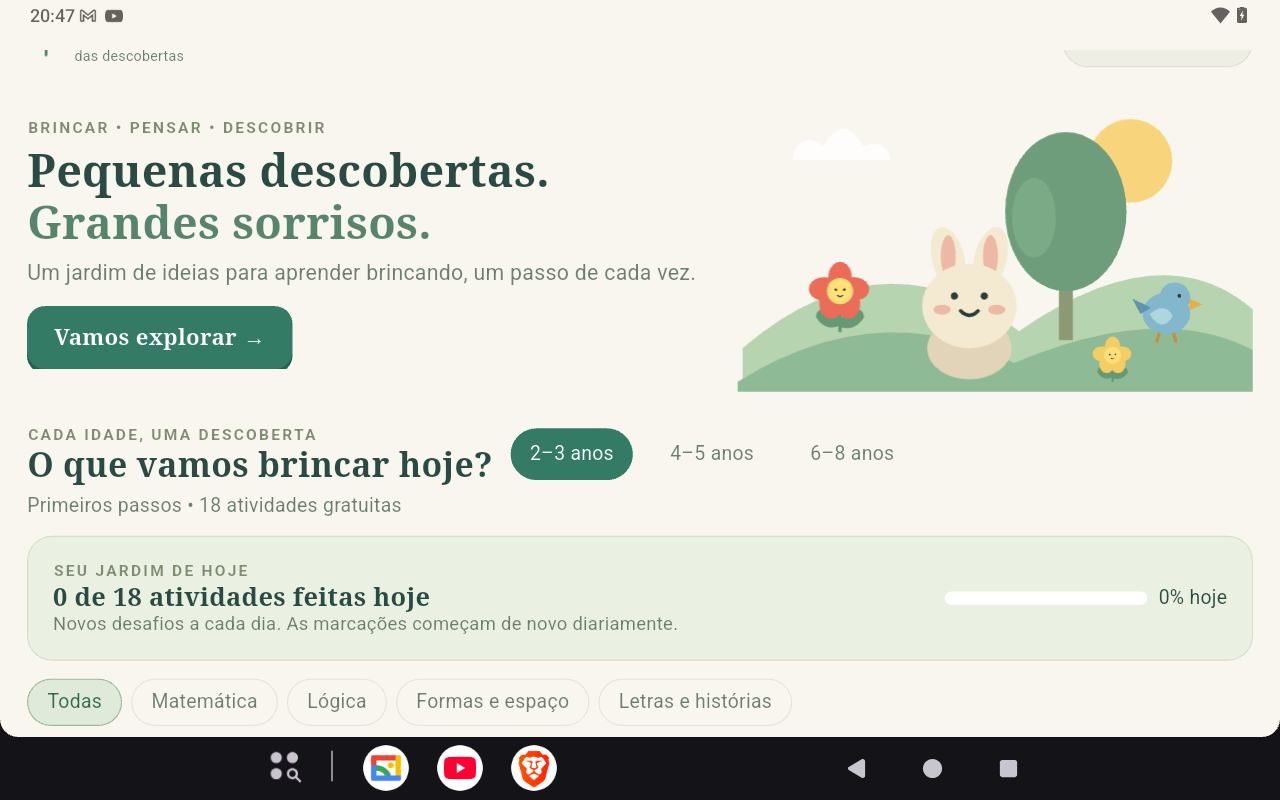 20:47
das descobertas
BRINCAR • PENSAR • DESCOBRIR
Pequenas descobertas.
Grandes sorrisos.
Um jardim de ideias para aprender brincando, um passo de cada vez.
Vamos explorar →
CADA IDADE, UMA DESCOBERTA
O que vamos brincar hoje?
2–3 anos
4–5 anos
6–8 anos
Primeiros passos • 18 atividades gratuitas
SEU JARDIM DE HOJE
0 de 18 atividades feitas hoje
0% hoje
Novos desafios a cada dia. As marcações começam de novo diariamente.
Todas
Matemática
Lógica
Formas e espaço
Letras e histórias